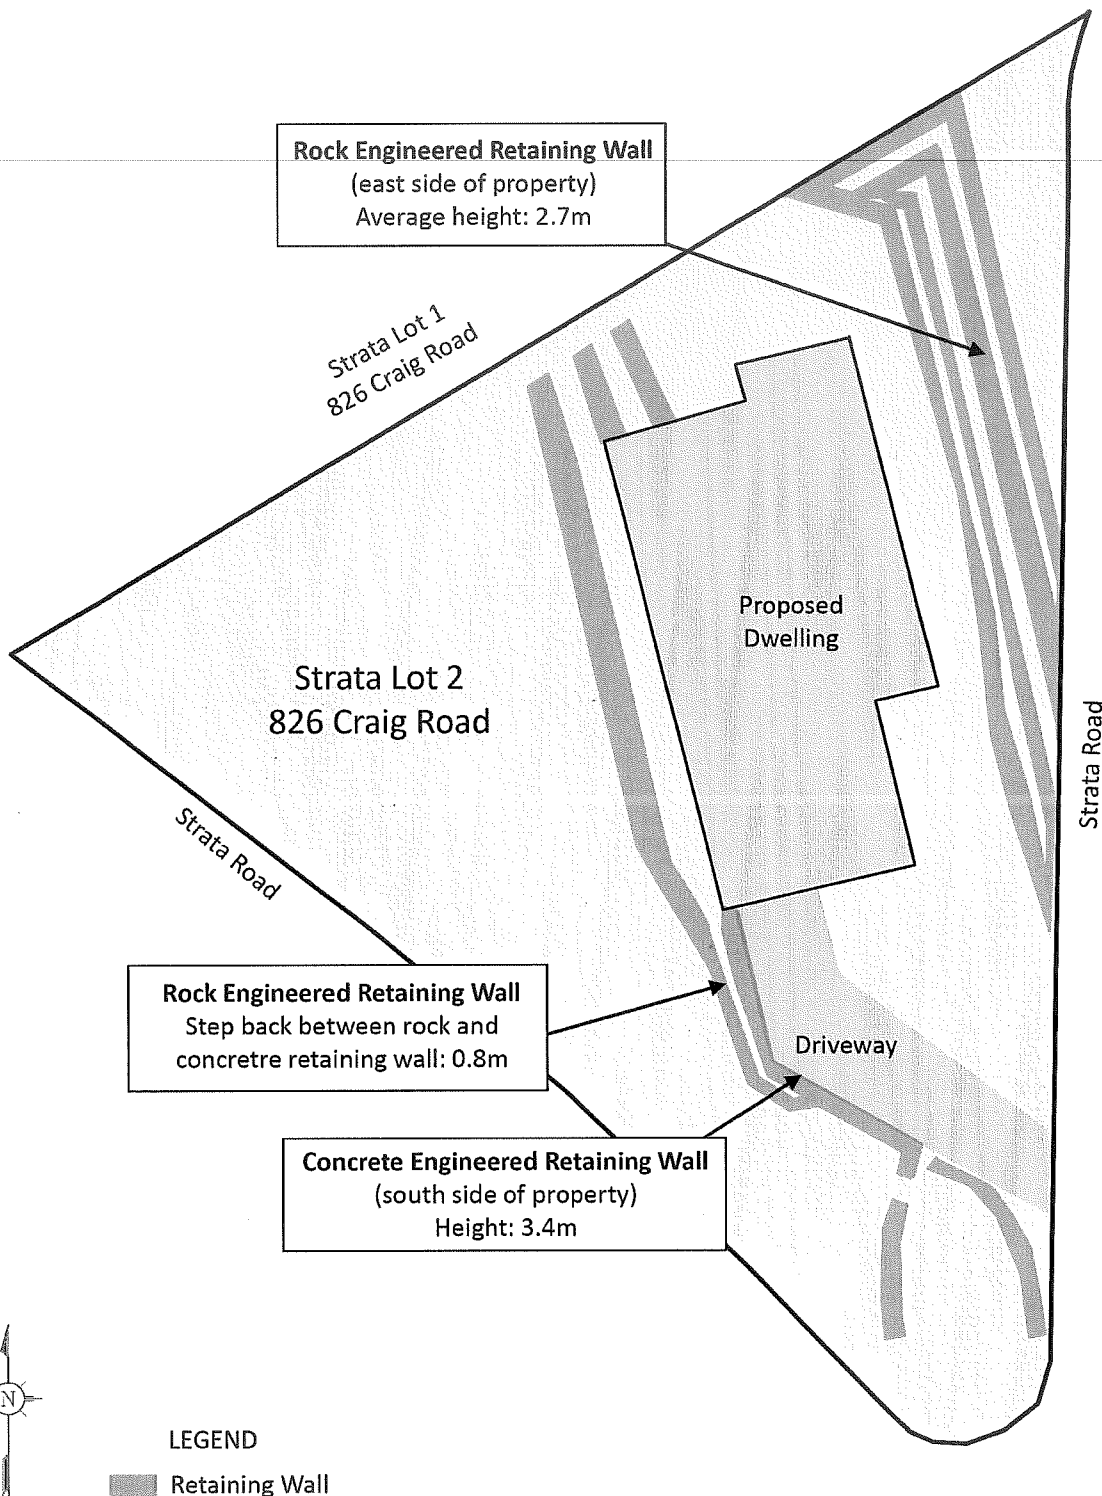 Rock Engineered Retaining Wall
(east side of property)
Average height: 2.7m
Strata Lot 1
826 Craig Road
Proposed
Dwelling
Strata Lot 2
826 Craig Road
Strata Road
Strata Road
Rock Engineered Retaining Wall
Step back between rock and
concretre retaining wall: 0.8m
Driveway
Concrete Engineered Retaining Wall
(south side of property)
Height: 3.4m
N
LEGEND
Retaining Wall